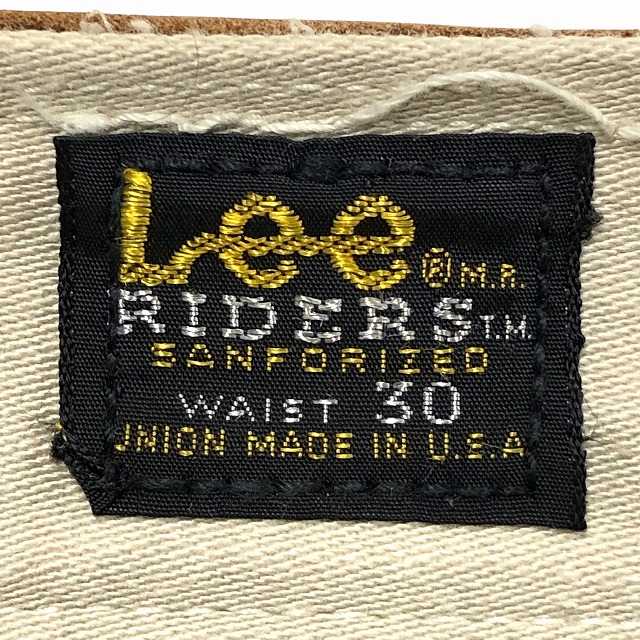 Lee ® M.R.
RIDERS T.M.
SANFORIZED
WAIST 30
UNION MADE IN U.S.A